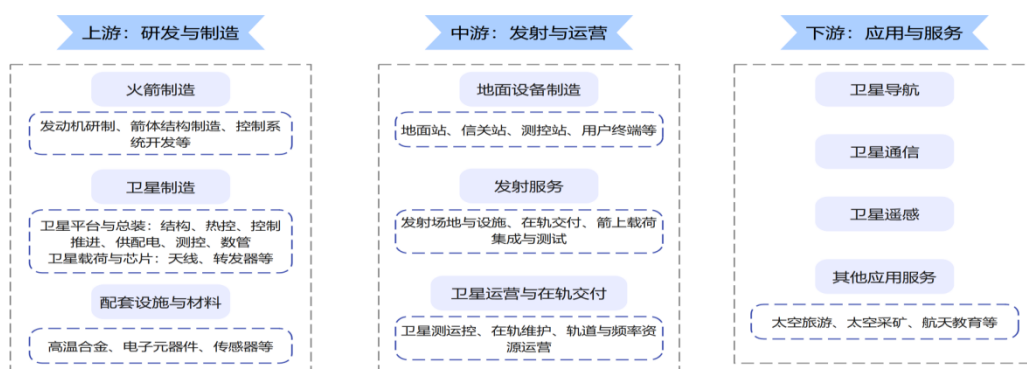 上游：研发与制造
火箭制造
发动机研制、箭体结构制造、控制系
统开发等
卫星制造
卫星平台与总装：结构、热控、控制
推进、供配电、测控、数管
卫星载荷与芯片：天线、转发器等
配套设施与材料
高温合金、电子元器件、传感器等
中游：发射与运营
地面设备制造
地面站、信关站、测控站、用户终端等
发射服务
发射场地与设施、在轨交付、箭上载荷
集成与测试
卫星运营与在轨交付
卫星测运控、在轨维护、轨道与频率资
源运营
下游：应用与服务
卫星导航
卫星通信
卫星遥感
其他应用服务
太空旅游、太空采矿、航天教育等